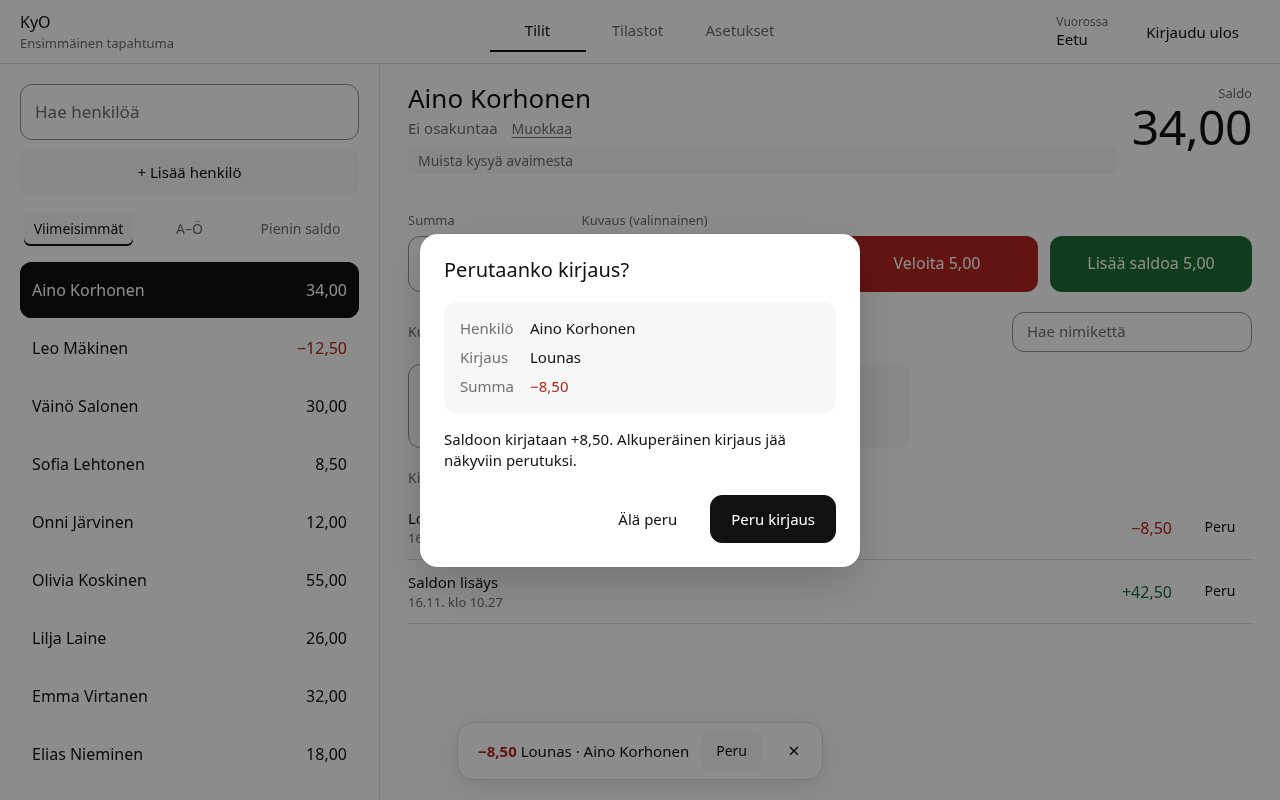 KyO
Ensimmäinen tapahtuma
Tilit
Tilastot
Asetukset
Vuorossa
Eetu
Kirjaudu ulos
Hae henkilöä
+ Lisää henkilö
Viimeisimmät
A–Ö
Pienin saldo
Aino Korhonen 34,00
Leo Mäkinen −12,50
Väinö Salonen 30,00
Sofia Lehtonen 8,50
Onni Järvinen 12,00
Olivia Koskinen 55,00
Lilja Laine 26,00
Emma Virtanen 32,00
Elias Nieminen 18,00
Aino Korhonen
Ei osakuntaa Muokkaa
Muista kysyä avaimesta
Saldo
34,00
Summa
Kuvaus (valinnainen)
Veloita 5,00
Lisää saldoa 5,00
Hae nimikettä
Perutaanko kirjaus?
Henkilö Aino Korhonen
Kirjaus Lounas
Summa −8,50
Saldoon kirjataan +8,50. Alkuperäinen kirjaus jää
näkyviin perutuksi.
Älä peru
Peru kirjaus
−8,50 Peru
Saldon lisäys
16.11. klo 10.27
+42,50 Peru
−8,50 Lounas · Aino Korhonen Peru ✕